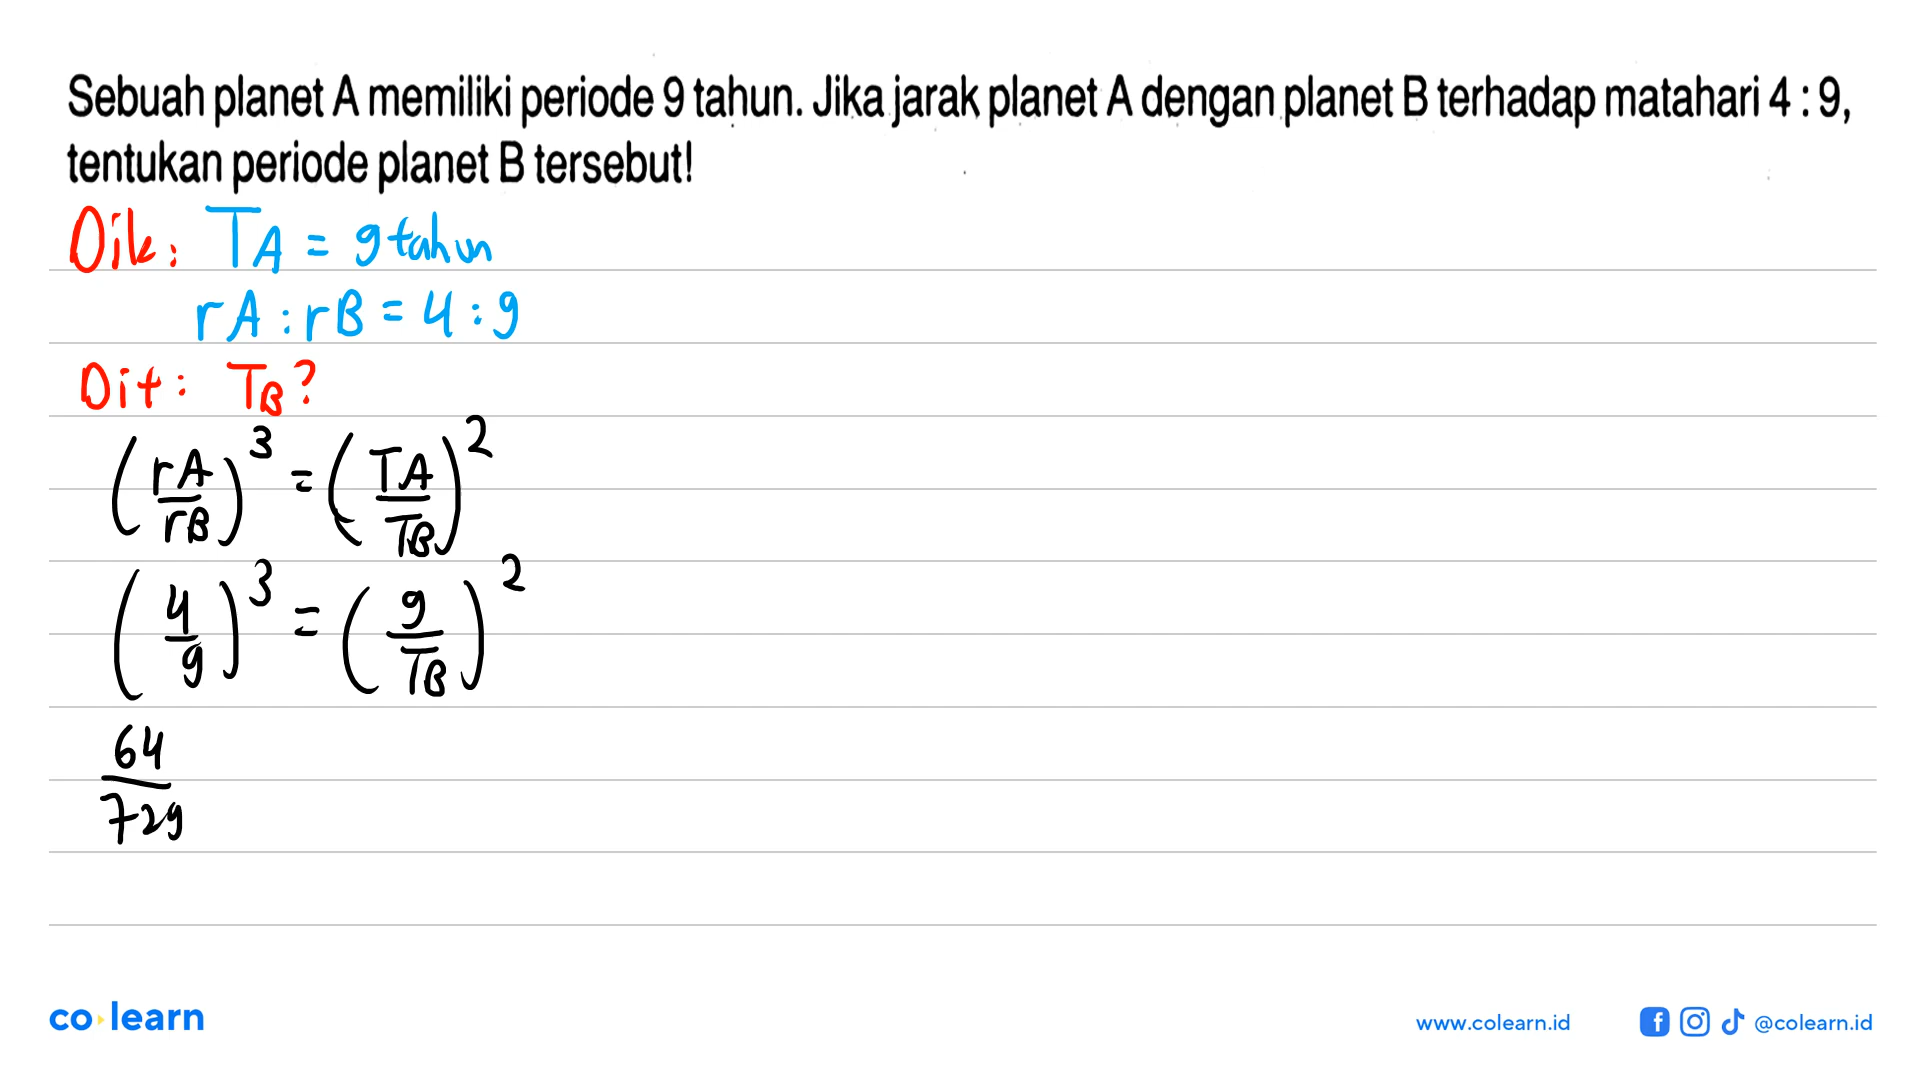 Sebuah planet A memiliki periode 9 tahun. Jika jarak planet A dengan planet B terhadap matahari 4 : 9,
tentukan periode planet B tersebut!
Dik: TA = 9 tahun
rA : rB = 4 : 9
Dit: TB?
(rA/rB)^3 = (TA/TB)^2
(4/9)^3 = (9/TB)^2
64/729
co learn
www.colearn.id @colearn.id